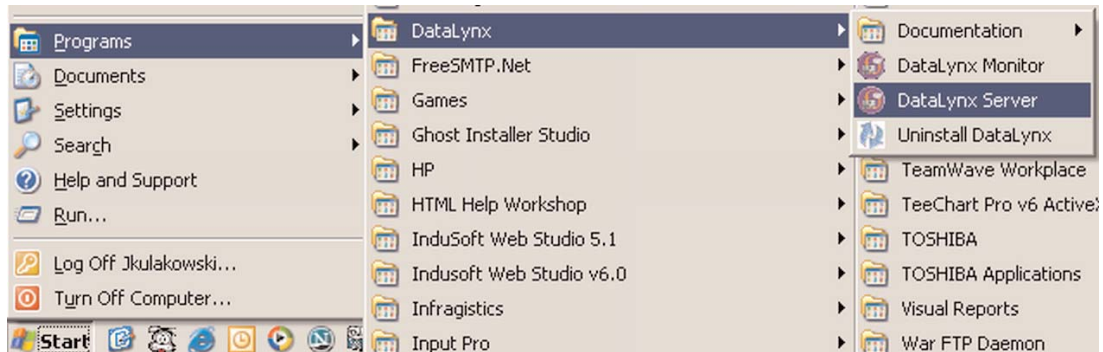 Programs
Documents
Settings
Search
Help and Support
Run...
Log Off Jkulakowski...
Turn Off Computer...
Start
DataLynx
FreeSMTP.Net
Games
Ghost Installer Studio
HP
HTML Help Workshop
InduSoft Web Studio 5.1
Indusoft Web Studio v6.0
Infragistics
Input Pro
Documentation
DataLynx Monitor
DataLynx Server
Uninstall DataLynx
TeamWave Workplace
TeeChart Pro v6 ActiveX
TOSHIBA
TOSHIBA Applications
Visual Reports
War FTP Daemon